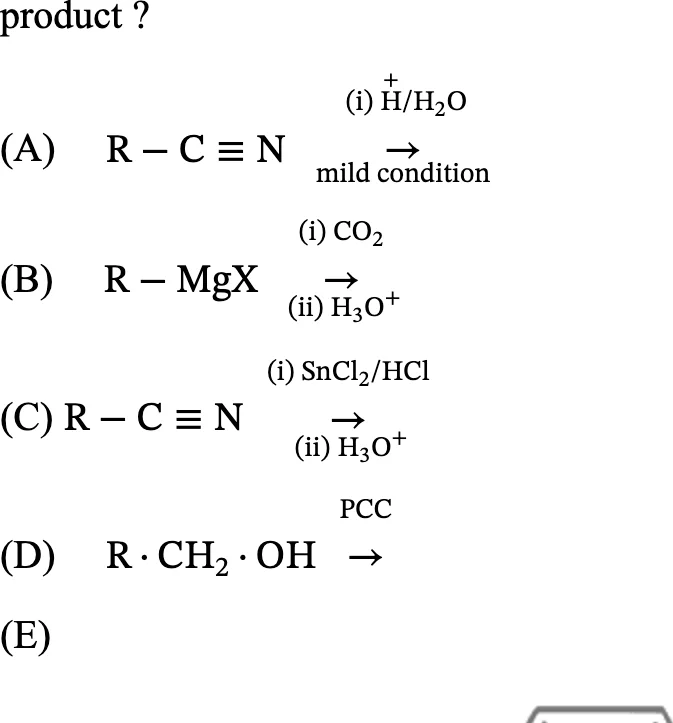 product ?
(i) H⁺/H₂O
(A) R – C ≡ N →
mild condition
(i) CO₂
(B) R – MgX →
(ii) H₃O⁺
(i) SnCl₂/HCl
(C) R – C ≡ N →
(ii) H₃O⁺
PCC
(D) R · CH₂ · OH →
(E)